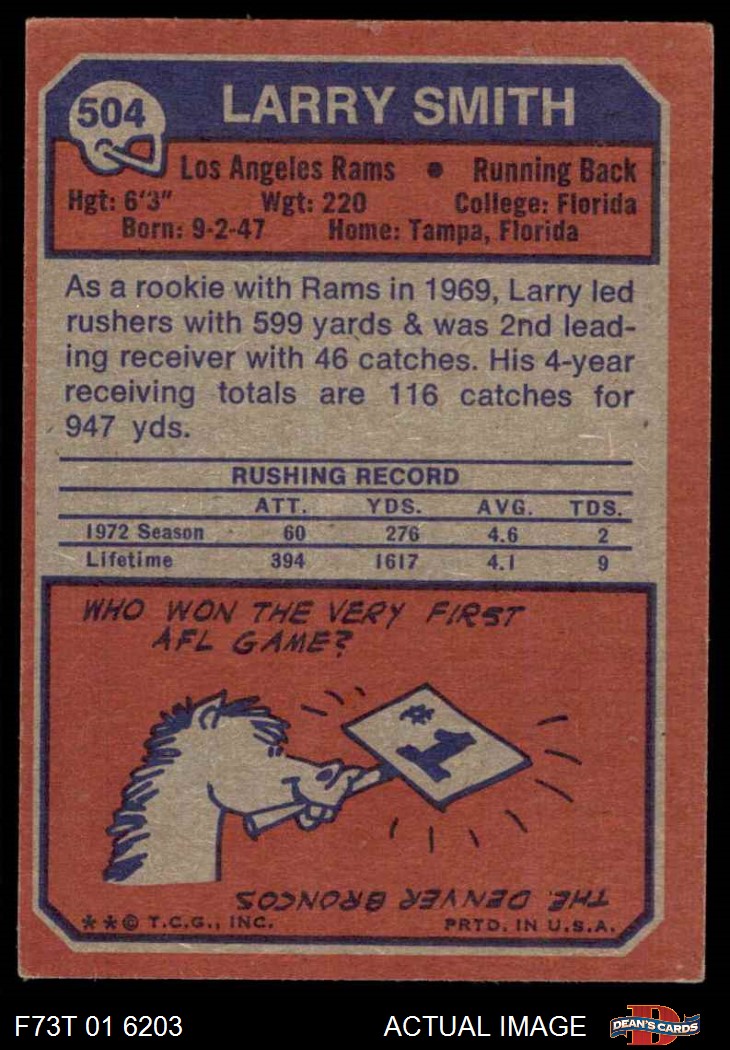 504
LARRY SMITH
Los Angeles Rams • Running Back
Hgt: 6'3" Wgt: 220 College: Florida
Born: 9-2-47 Home: Tampa, Florida
As a rookie with Rams in 1969, Larry led
rushers with 599 yards & was 2nd lead-
ing receiver with 46 catches. His 4-year
receiving totals are 116 catches for
947 yds.
RUSHING RECORD
ATT. YDS. AVG. TDS.
1972 Season 60 276 4.6 2
Lifetime 394 1617 4.1 9
WHO WON THE VERY FIRST
AFL GAME?
#1
THE DENVER BRONCOS
**© T.C.G., INC. PRTD. IN U.S.A.
F73T 01 6203 ACTUAL IMAGE
DEAN'S CARDS